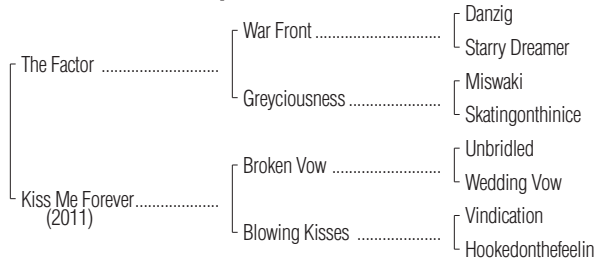 Danzig
War Front ....................
Starry Dreamer
The Factor ......................
Miswaki
Greyciousness .................
Skatingonthinice
Unbridled
Broken Vow ....................
Wedding Vow
Kiss Me Forever................
(2011)
Vindication
Blowing Kisses ................
Hookedonthefeelin